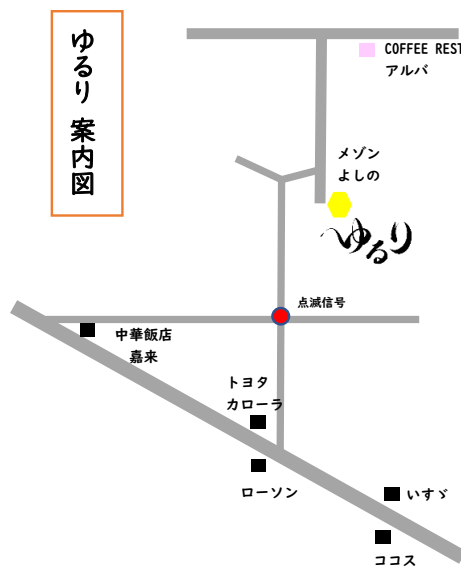 ゆるり 案内図
COFFEE REST
アルバ
メゾン
よしの
ゆるり
点滅信号
中華飯店
嘉来
トヨタ
カローラ
ローソン
いすゞ
ココス